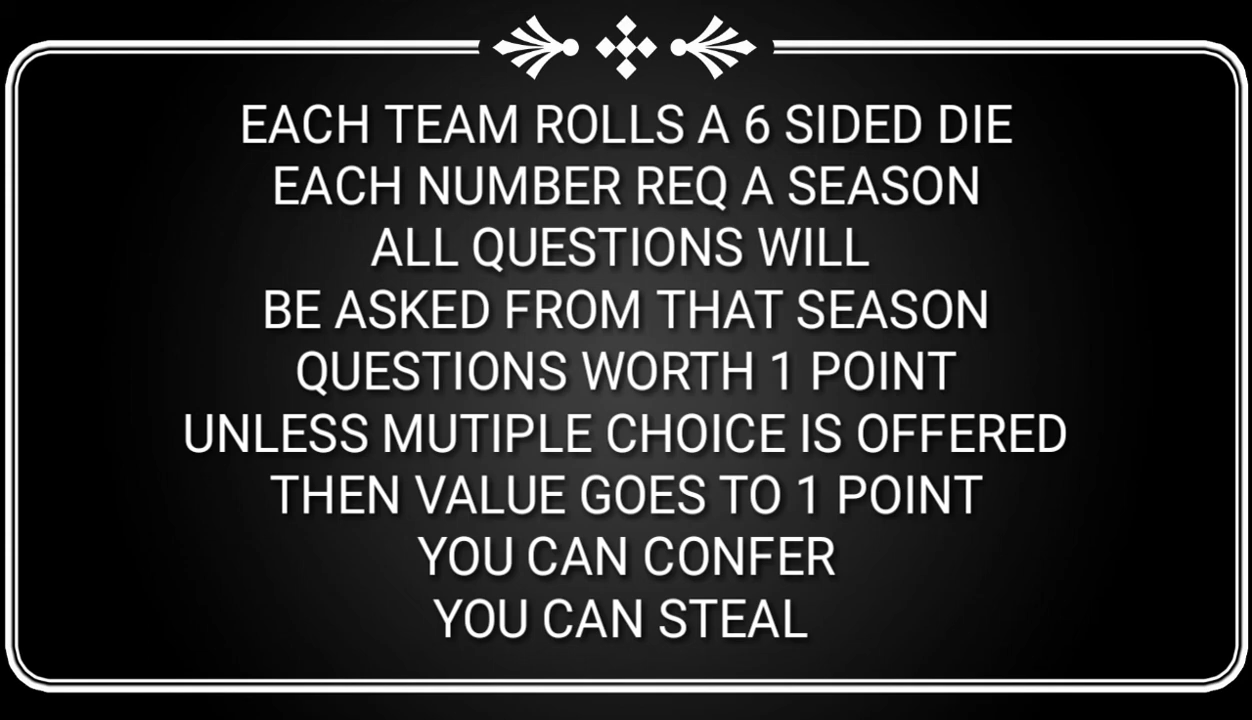 EACH TEAM ROLLS A 6 SIDED DIE
EACH NUMBER REQ A SEASON
ALL QUESTIONS WILL
BE ASKED FROM THAT SEASON
QUESTIONS WORTH 1 POINT
UNLESS MUTIPLE CHOICE IS OFFERED
THEN VALUE GOES TO 1 POINT
YOU CAN CONFER
YOU CAN STEAL